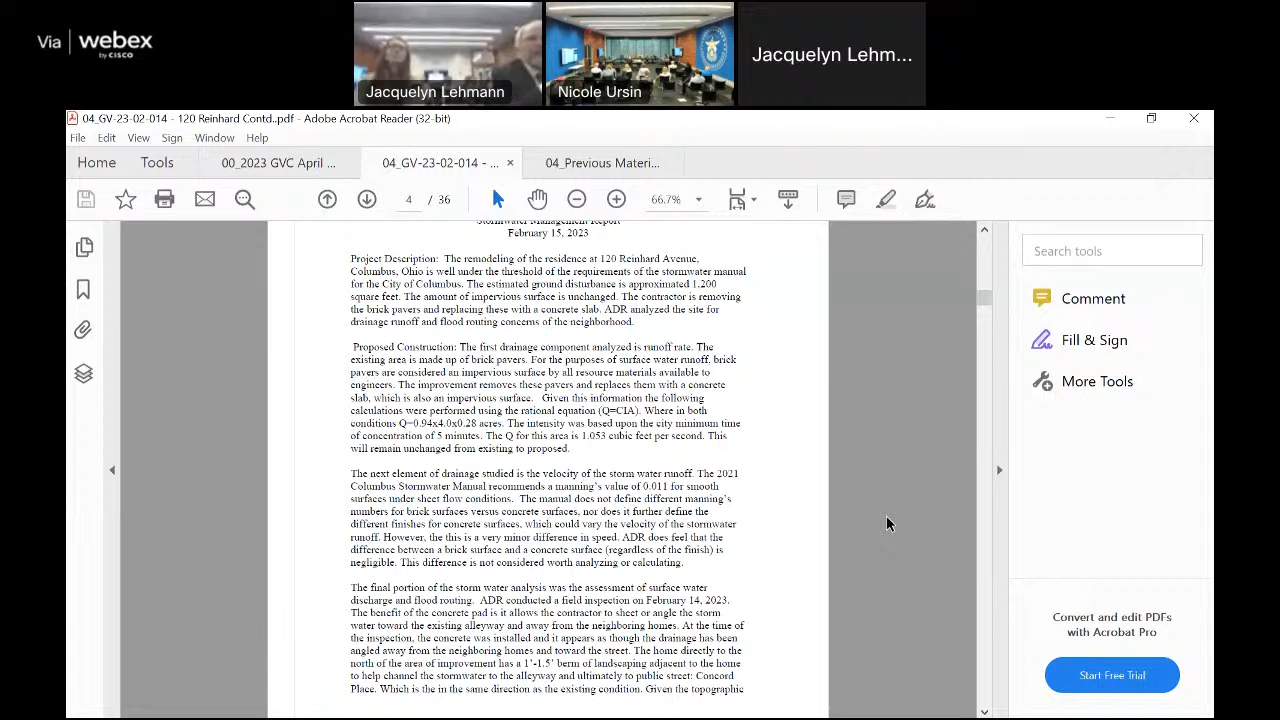 Via webex
by CISCO
Jacquelyn Lehmann
Nicole Ursin
Jacquelyn Lehm...
04_GV-23-02-014 - 120 Reinhard Contd..pdf - Adobe Acrobat Reader (32-bit)
File Edit View Sign Window Help
Home Tools 00_2023 GVC April ... 04_GV-23-02-014 - ... 04_Previous Materi...
4 / 36 66.7%
Search tools
Comment
Fill & Sign
More Tools
Convert and edit PDFs
with Acrobat Pro
Start Free Trial
Stormwater Management Report
February 15, 2023
Project Description: The remodeling of the residence at 120 Reinhard Avenue,
Columbus, Ohio is well under the threshold of the requirements of the stormwater manual
for the City of Columbus. The estimated ground disturbance is approximated 1,200
square feet. The amount of impervious surface is unchanged. The contractor is removing
the brick pavers and replacing these with a concrete slab. ADR analyzed the site for
drainage runoff and flood routing concerns of the neighborhood.
Proposed Construction: The first drainage component analyzed is runoff rate. The
existing area is made up of brick pavers. For the purposes of surface water runoff, brick
pavers are considered an impervious surface by all resource materials available to
engineers. The improvement removes these pavers and replaces them with a concrete
slab, which is also an impervious surface. Given this information the following
calculations were performed using the rational equation (Q=CIA). Where in both
conditions Q=0.94x4.0x0.28 acres. The intensity was based upon the city minimum time
of concentration of 5 minutes. The Q for this area is 1.053 cubic feet per second. This
will remain unchanged from existing to proposed.
The next element of drainage studied is the velocity of the storm water runoff. The 2021
Columbus Stormwater Manual recommends a manning's value of 0.011 for smooth
surfaces under sheet flow conditions. The manual does not define different manning's
numbers for brick surfaces versus concrete surfaces, nor does it further define the
different finishes for concrete surfaces, which could vary the velocity of the stormwater
runoff. However, the this is a very minor difference in speed. ADR does feel that the
difference between a brick surface and a concrete surface (regardless of the finish) is
negligible. This difference is not considered worth analyzing or calculating.
The final portion of the storm water analysis was the assessment of surface water
discharge and flood routing. ADR conducted a field inspection on February 14, 2023.
The benefit of the concrete pad is it allows the contractor to sheet or angle the storm
water toward the existing alleyway and away from the neighboring homes. At the time of
the inspection, the concrete was installed and it appears as though the drainage has been
angled away from the neighboring homes and toward the street. The home directly to the
north of the area of improvement has a 1'-1.5' berm of landscaping adjacent to the home
to help channel the stormwater to the alleyway and ultimately to public street: Concord
Place. Which is the in the same direction as the existing condition. Given the topographic